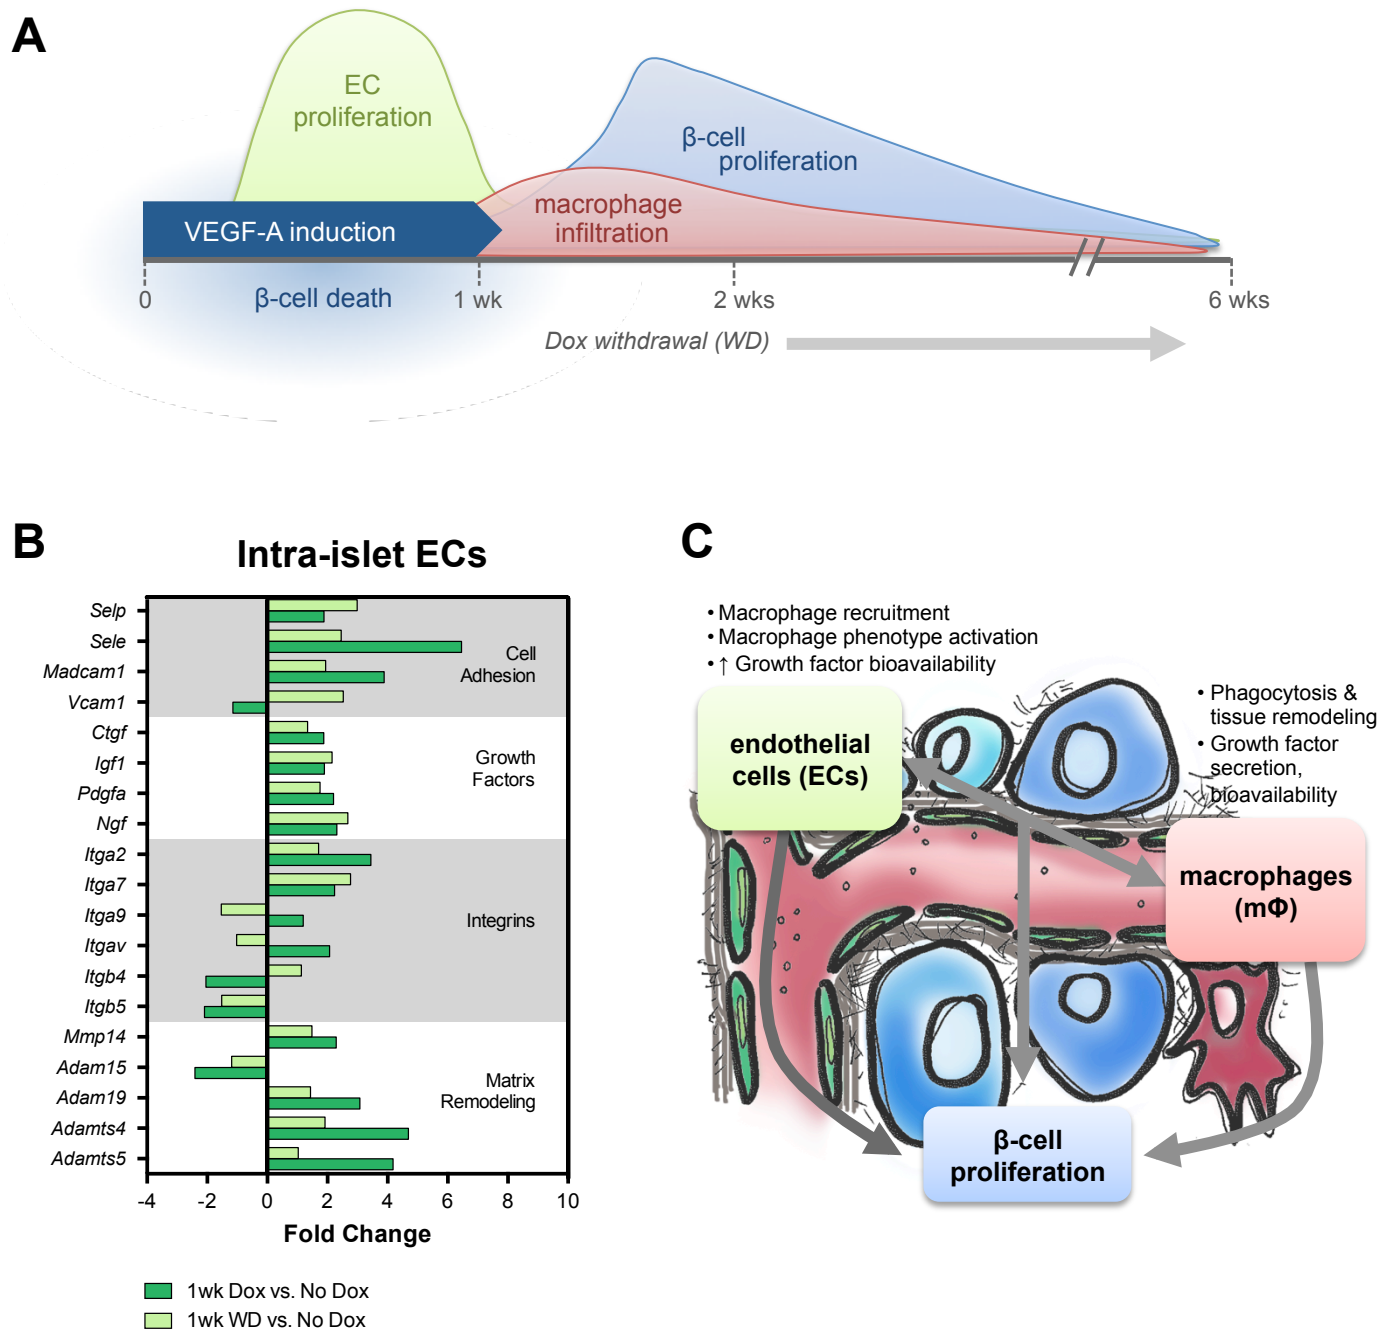 A
EC
proliferation
β-cell
proliferation
macrophage
infiltration
VEGF-A induction
β-cell death
0
1 wk
2 wks
6 wks
Dox withdrawal (WD)
B
Intra-islet ECs
Selp
Sele
Madcam1
Vcam1
Ctgf
Igf1
Pdgfa
Ngf
Itga2
Itga7
Itga9
Itgav
Itgb4
Itgb5
Mmp14
Adam15
Adam19
Adamts4
Adamts5
Cell
Adhesion
Growth
Factors
Integrins
Matrix
Remodeling
-4 -2 0 2 4 6 8 10
Fold Change
1wk Dox vs. No Dox
1wk WD vs. No Dox
C
• Macrophage recruitment
• Macrophage phenotype activation
• ↑ Growth factor bioavailability
endothelial
cells (ECs)
• Phagocytosis &
tissue remodeling
• Growth factor
secretion,
bioavailability
macrophages
(mΦ)
β-cell
proliferation